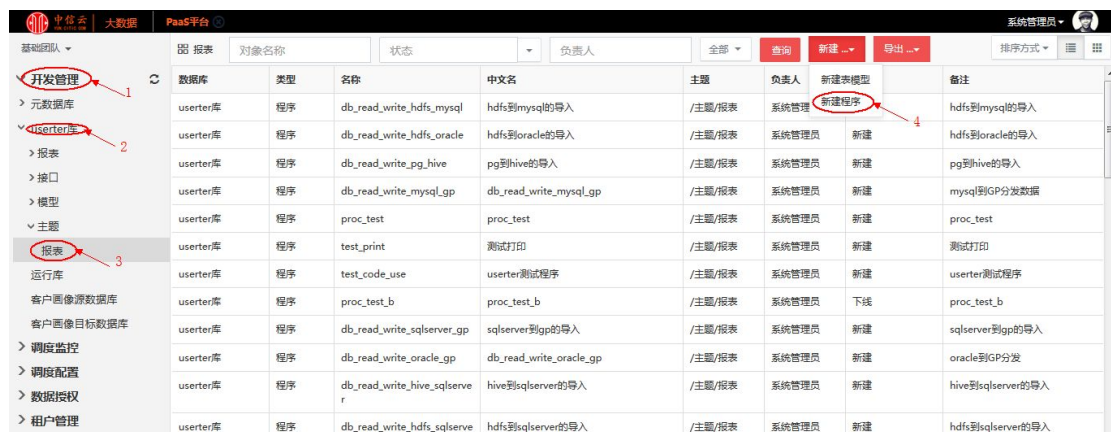 中信云 大数据 PaaS平台 系统管理员
基础团队 报表 对象名称 状态 负责人 全部 查询 新建 ... 导出 ... 排序方式
开发管理 数据库 类型 名称 中文名 主题 负责人 新建表模型 备注
1
元数据库 userter库 程序 db_read_write_hdfs_mysql hdfs到mysql的导入 /主题/报表 系统管理 新建程序 hdfs到mysql的导入
4
userter库 userter库 程序 db_read_write_hdfs_oracle hdfs到oracle的导入 /主题/报表 系统管理员 新建 hdfs到oracle的导入
2
报表 userter库 程序 db_read_write_pg_hive pg到hive的导入 /主题/报表 系统管理员 新建 pg到hive的导入
接口
模型 userter库 程序 db_read_write_mysql_gp db_read_write_mysql_gp /主题/报表 系统管理员 新建 mysql到GP分发数据
主题 userter库 程序 proc_test proc_test /主题/报表 系统管理员 新建 proc_test
报表 userter库 程序 test_print 测试打印 /主题/报表 系统管理员 新建 测试打印
3
运行库 userter库 程序 test_code_use userter测试程序 /主题/报表 系统管理员 新建 userter测试程序
客户画像源数据库 userter库 程序 proc_test_b proc_test_b /主题/报表 系统管理员 下线 proc_test_b
客户画像目标数据库 userter库 程序 db_read_write_sqlserver_gp sqlserver到gp的导入 /主题/报表 系统管理员 新建 sqlserver到gp的导入
调度监控
调度配置 userter库 程序 db_read_write_oracle_gp db_read_write_oracle_gp /主题/报表 系统管理员 新建 oracle到GP分发
数据授权 userter库 程序 db_read_write_hive_sqlserve hive到sqlserver的导入 /主题/报表 系统管理员 新建 hive到sqlserver的导入
r
租户管理 userter库 程序 db_read_write_hdfs_sqlserve hdfs到sqlserver的导入 /主题/报表 系统管理员 新建 hdfs到sqlserver的导入